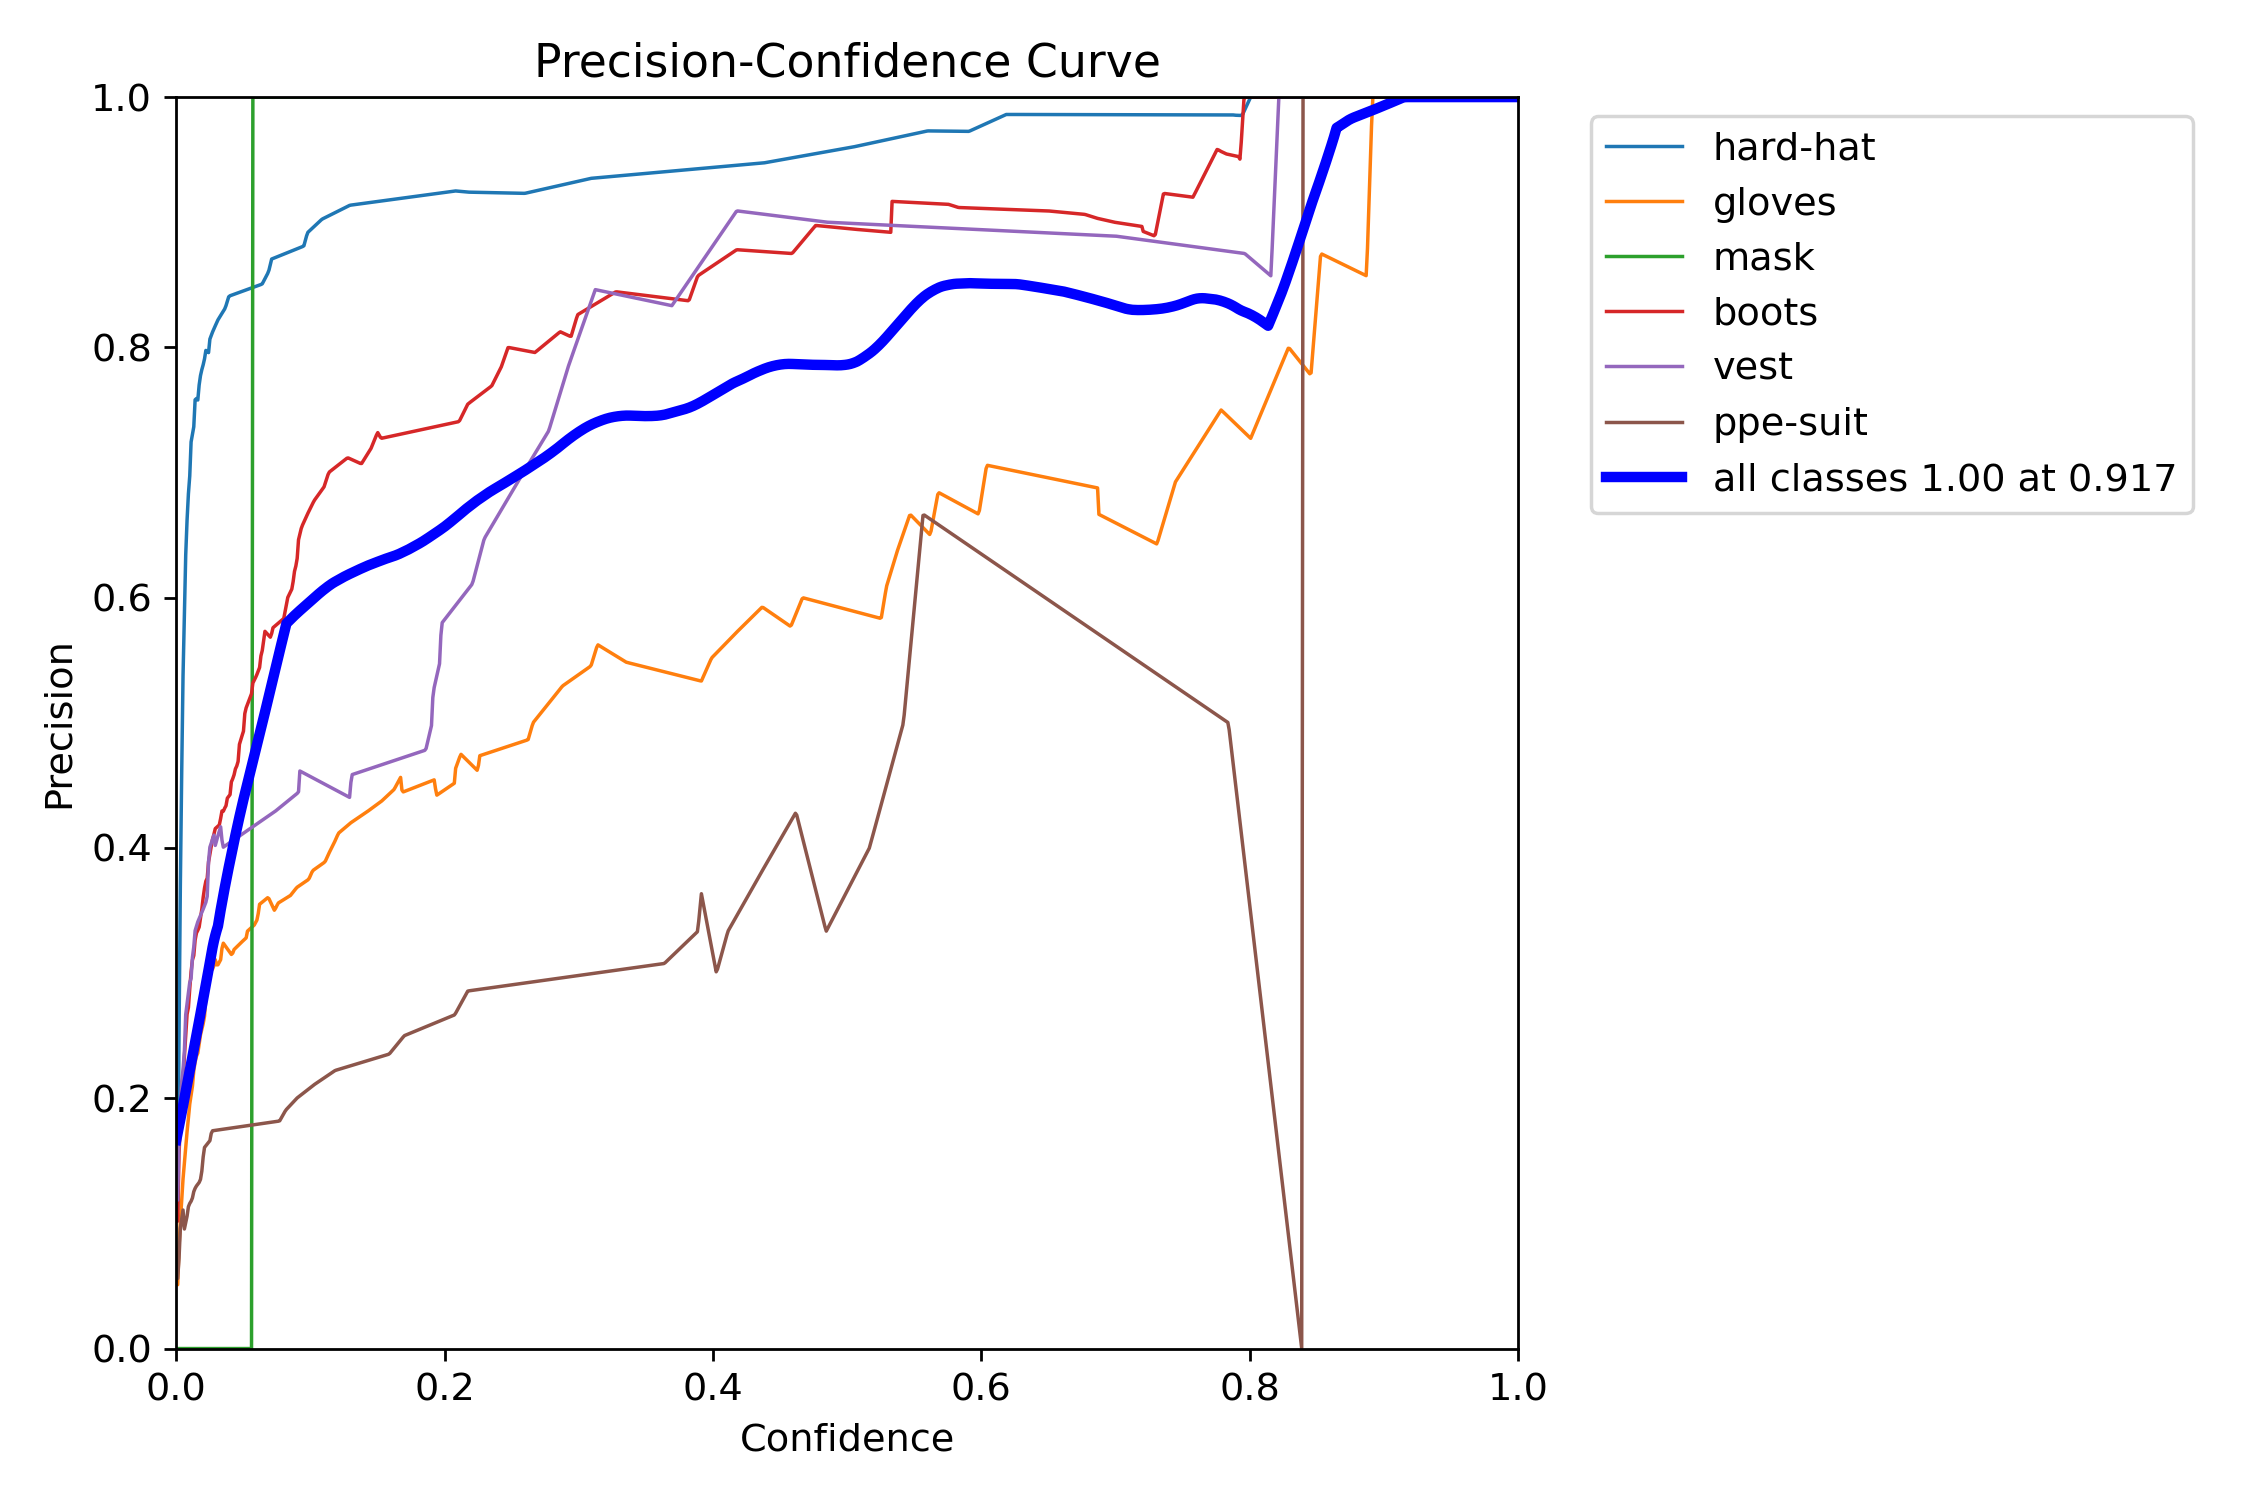 Precision-Confidence Curve
1.0
0.8
0.6
0.4
0.2
0.0
Precision
0.0 0.2 0.4 0.6 0.8 1.0
Confidence
hard-hat
gloves
mask
boots
vest
ppe-suit
all classes 1.00 at 0.917